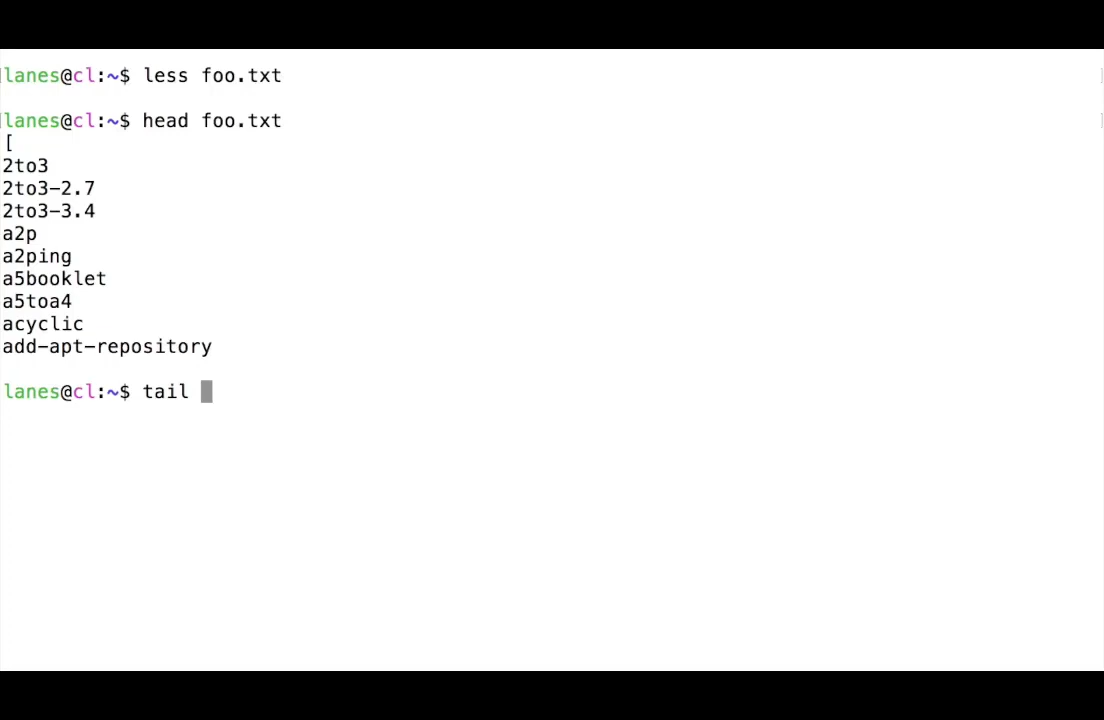 lanes@cl:~$ less foo.txt
lanes@cl:~$ head foo.txt
[
2to3
2to3-2.7
2to3-3.4
a2p
a2ping
a5booklet
a5toa4
acyclic
add-apt-repository
lanes@cl:~$ tail